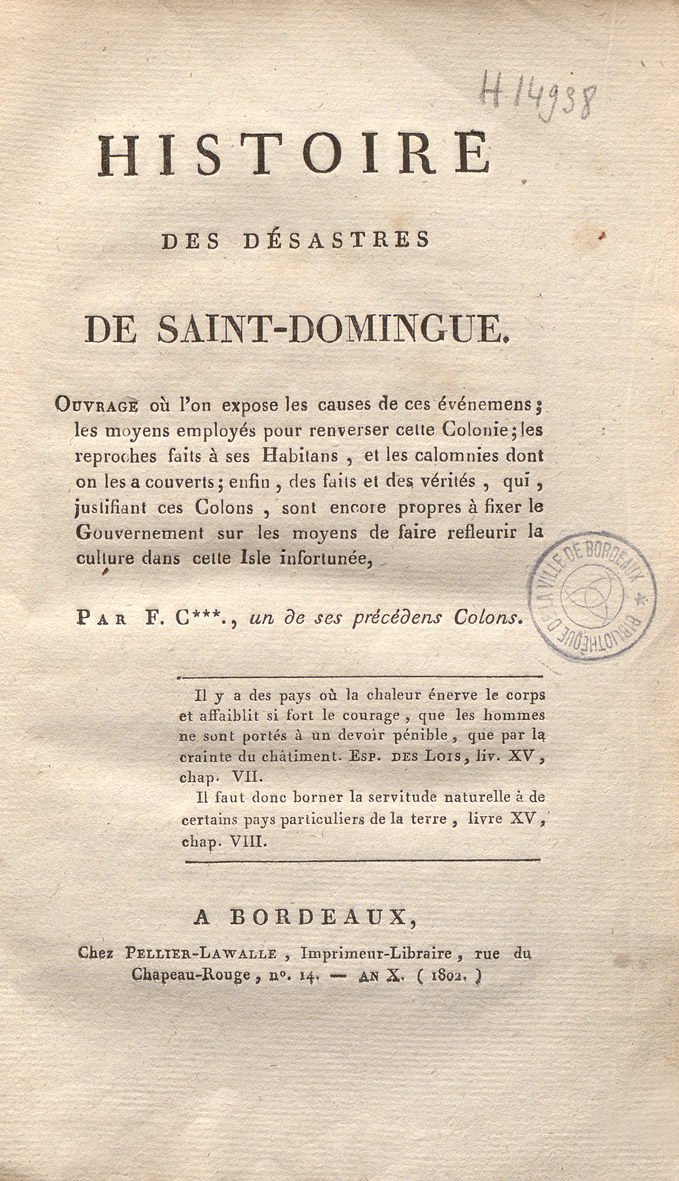 H 14938
HISTOIRE
DES DÉSASTRES
DE SAINT-DOMINGUE.
OUVRAGE où l'on expose les causes de ces événemens;
les moyens employés pour renverser cette Colonie; les
reproches faits à ses Habitans, et les calomnies dont
on les a couverts; enfin, des faits et des vérités, qui,
justifiant ces Colons, sont encore propres à fixer le
Gouvernement sur les moyens de faire refleurir la
culture dans cette Isle infortunée,
PAR F. C***., un de ses précédens Colons.
BIBLIOTHÈQUE DE LA VILLE DE BORDEAUX *
Il y a des pays où la chaleur énerve le corps
et affaiblit si fort le courage, que les hommes
ne sont portés à un devoir pénible, que par la
crainte du châtiment. ESP. DES LOIS, liv. XV,
chap. VII.
Il faut donc borner la servitude naturelle à de
certains pays particuliers de la terre, livre XV,
chap. VIII.
A BORDEAUX,
Chez PELLIER-LAWALLE, Imprimeur-Libraire, rue du
Chapeau-Rouge, nº. 14. — AN X. (1802.)